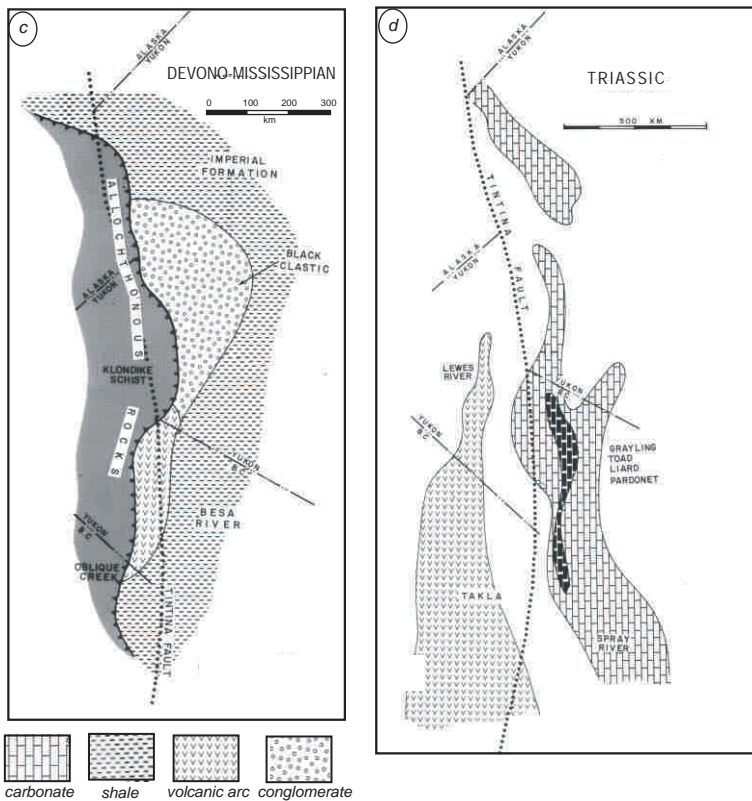 c
ALASKA
YUKON
DEVONO-MISSISSIPPIAN
0 100 200 300
km
IMPERIAL
FORMATION
BLACK
CLASTIC
ALLOCHTHONOUS
ALASKA
YUKON
KLONDIKE
SCHIST
ROCKS
YUKON
B.C.
BESA
RIVER
YUKON
B.C.
OBLIQUE
CREEK
TINTINA FAULT
d
ALASKA
YUKON
TRIASSIC
500 KM
TINTINA
FAULT
ALASKA
YUKON
LEWES
RIVER
YUKON
B.C.
YUKON
B.C.
GRAYLING
TOAD
LIARD
PARDONET
TAKLA
SPRAY
RIVER
carbonate
shale
volcanic arc
conglomerate